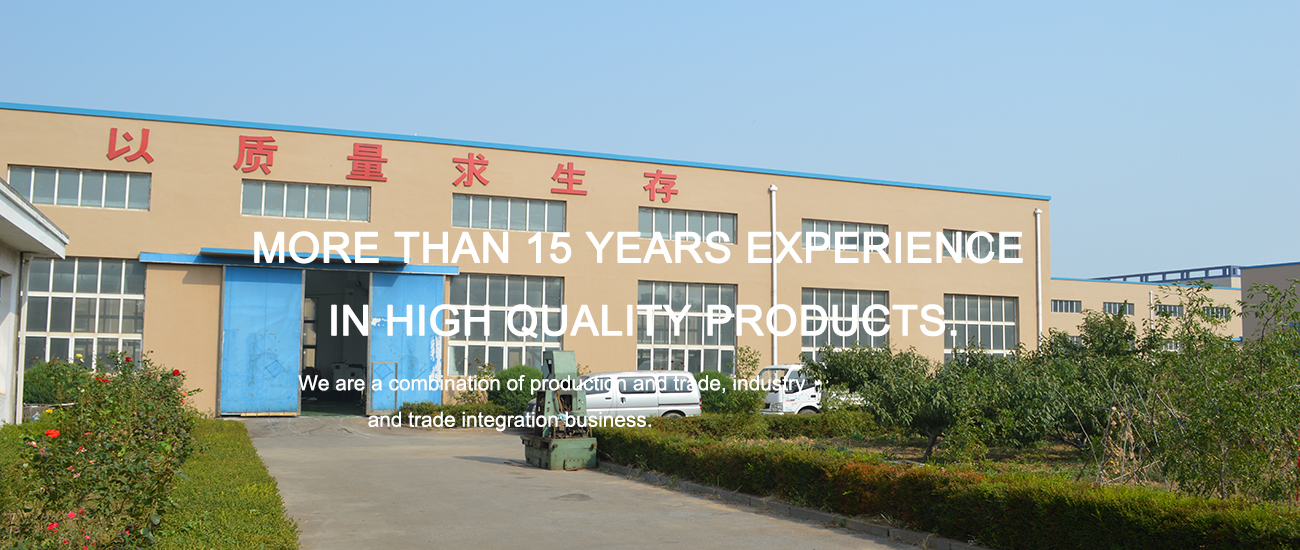 以质量求生存
MORE THAN 15 YEARS EXPERIENCE
IN HIGH QUALITY PRODUCTS.
We are a combination of production and trade, industry
and trade integration business.